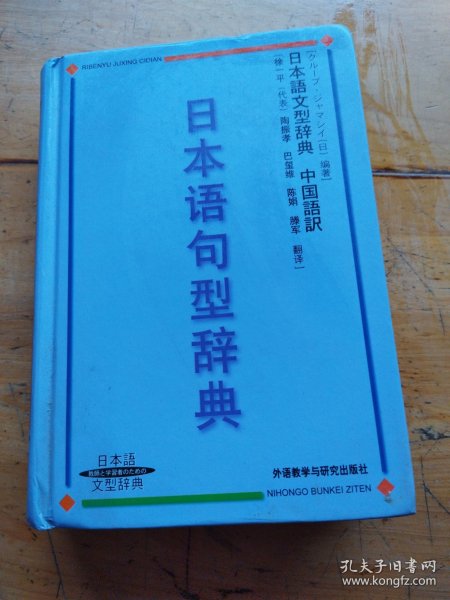 RIBENYU JUXING CIDIAN
[グループ・ジャマシイ(日) 编著]
日本語文型辞典 中国語訳
[徐一平(代表) 陶振孝 巴玺维 陈娟 滕军 翻译]
日本语句型辞典
日本語
教師と学習者のための
文型辞典
外语教学与研究出版社
NIHONGO BUNKEI ZITEN
孔夫子旧书网
www.kongfz.com